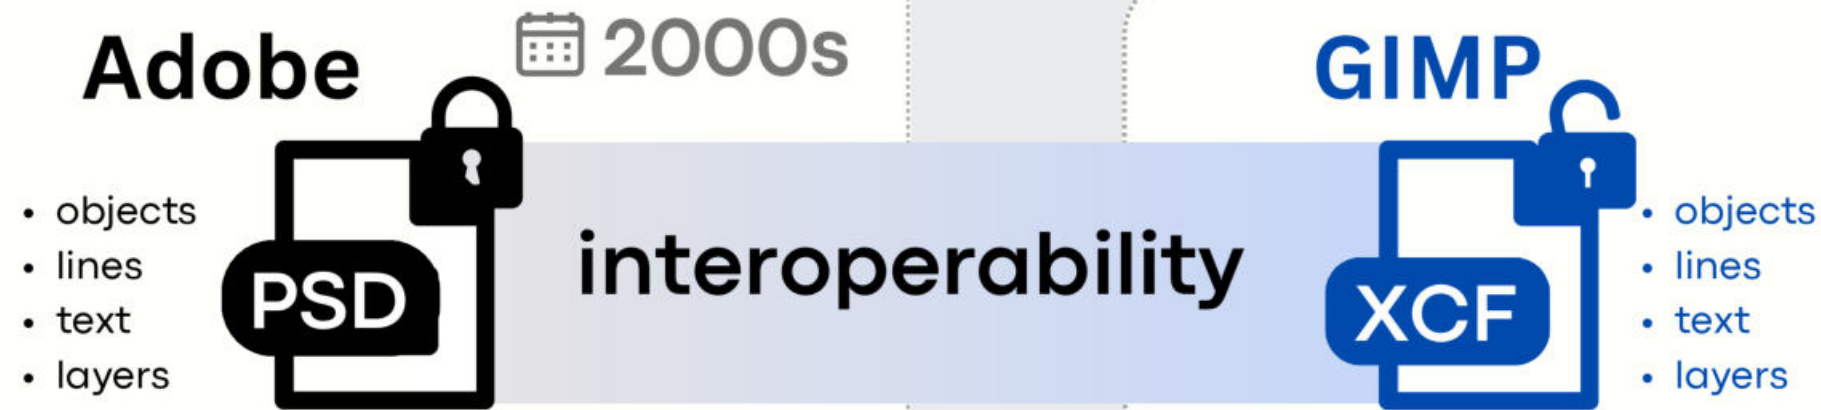 Adobe
2000s
GIMP
• objects
• lines
• text
• layers
PSD
interoperability
XCF
• objects
• lines
• text
• layers